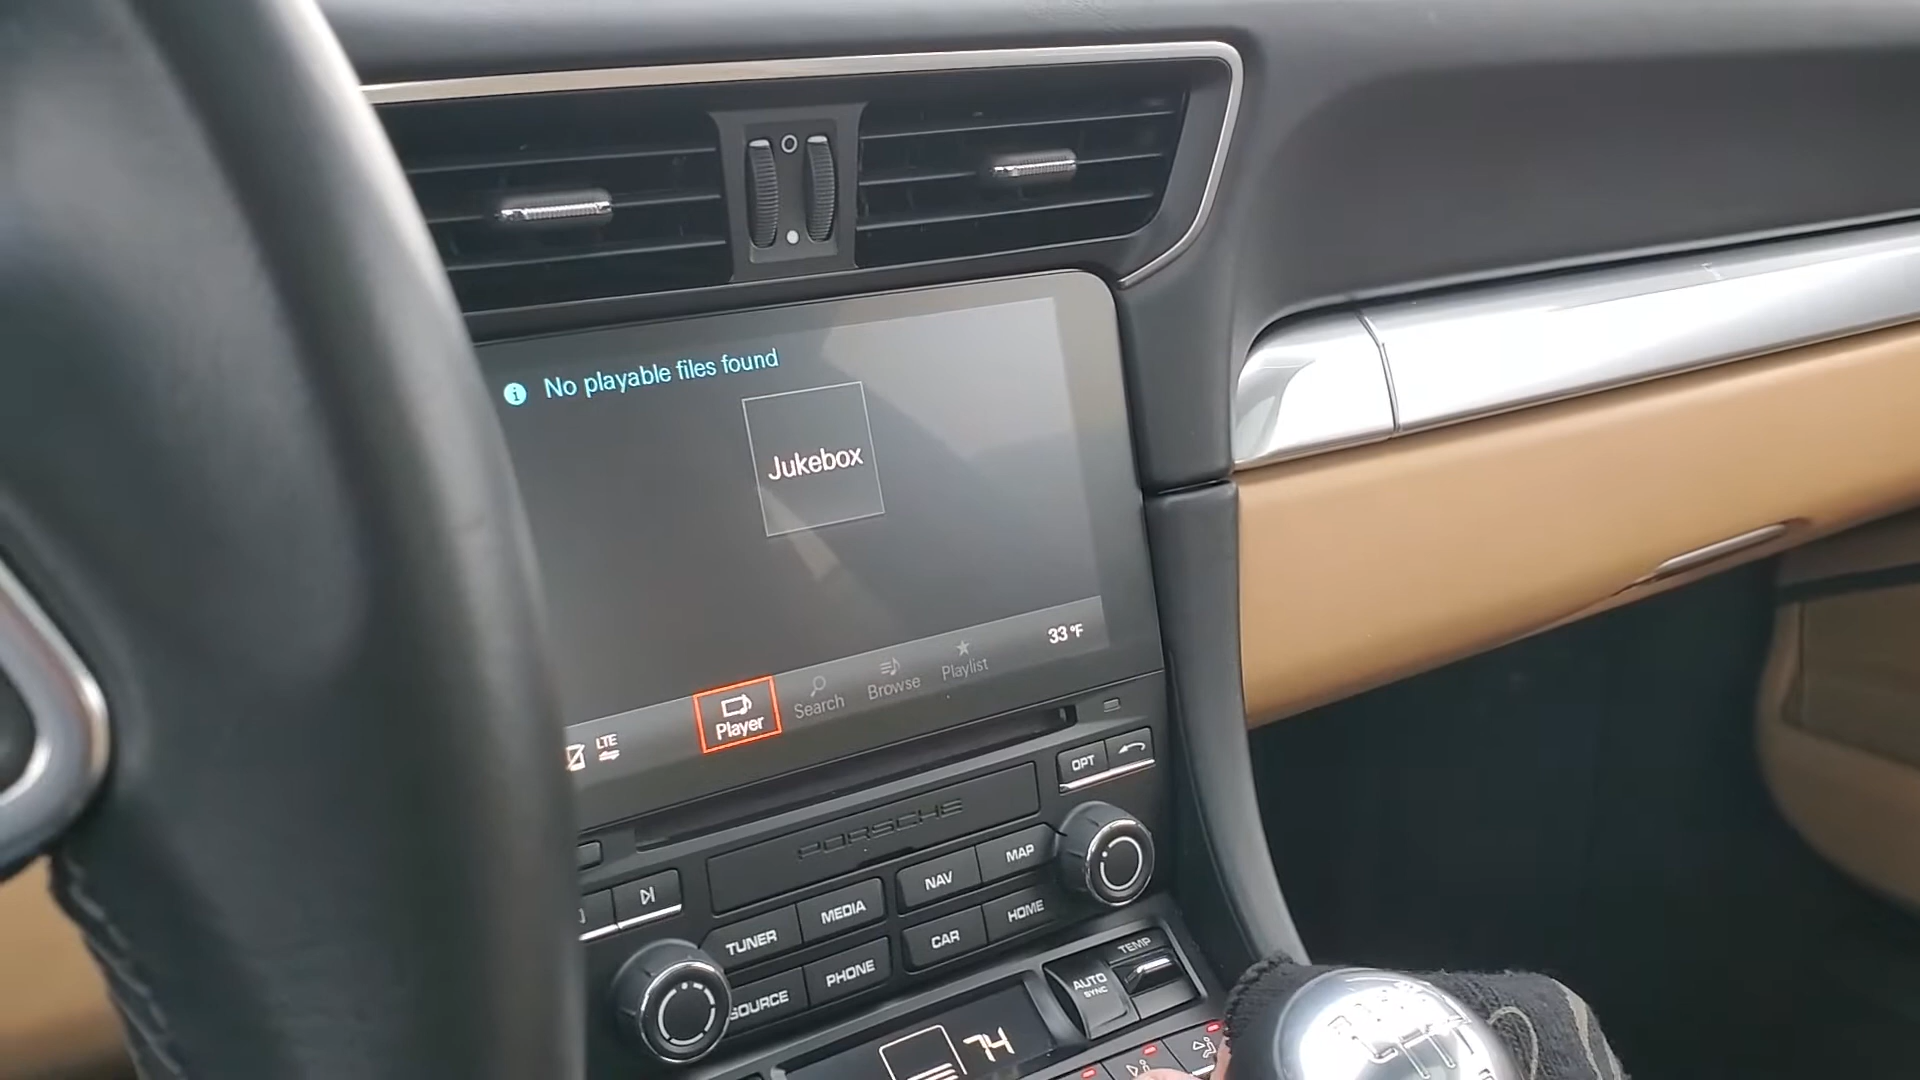 No playable files found
Jukebox
33 °F
LTE
Player
Search
Browse
Playlist
OPT
PORSCHE
MAP
NAV
MEDIA
TUNER
HOME
CAR
PHONE
SOURCE
TEMP
AUTO
SYNC
74